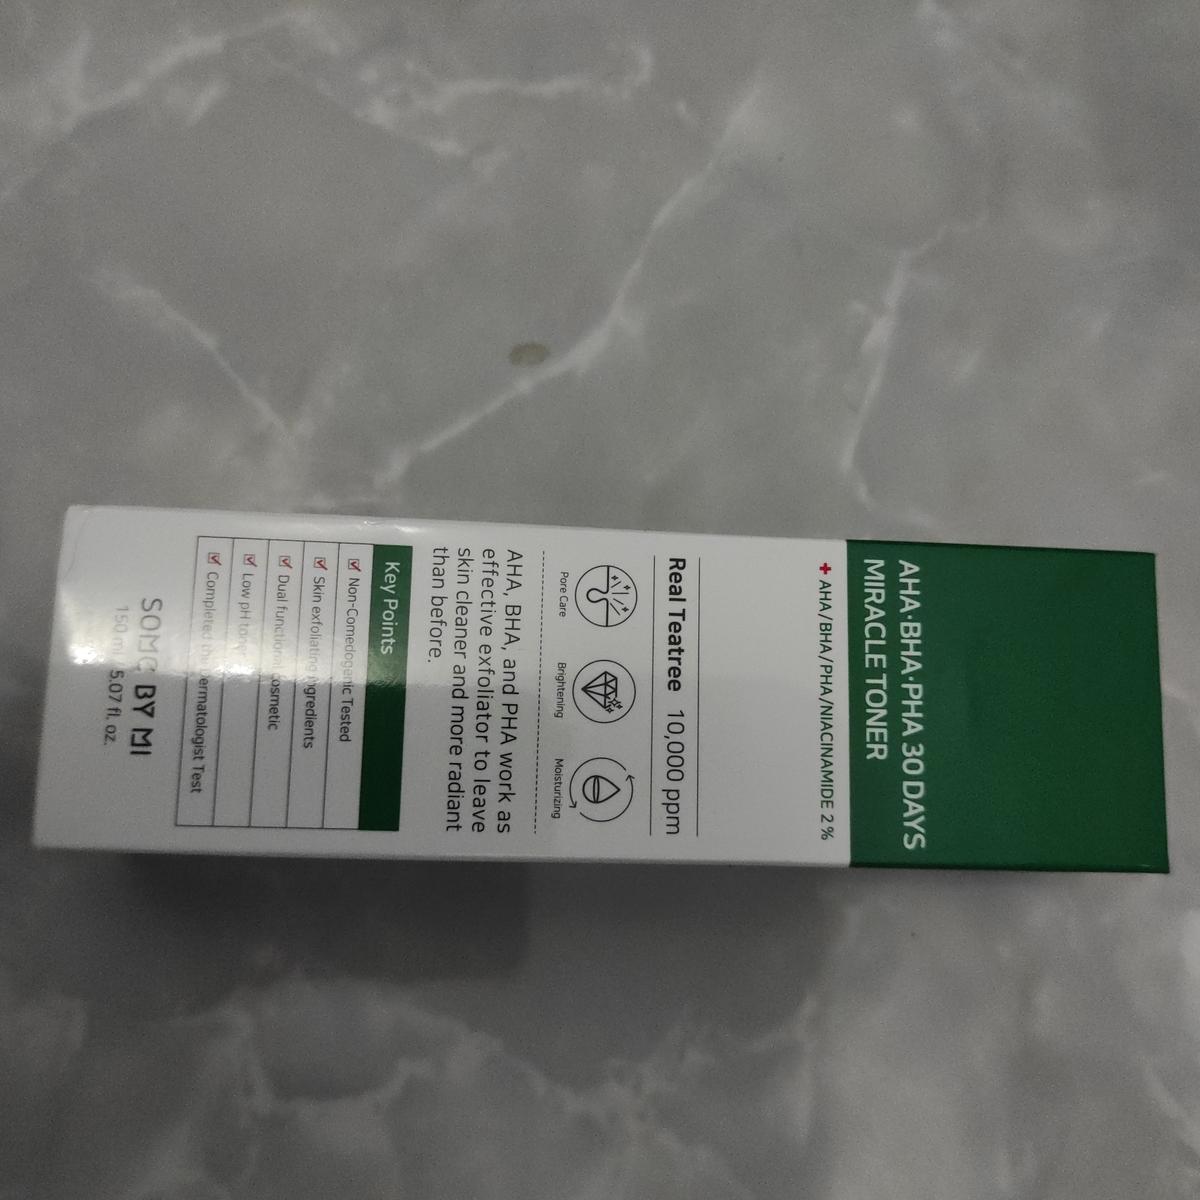 AHA·BHA·PHA 30 DAYS
MIRACLE TONER
+ AHA/BHA/PHA/NIACINAMIDE 2%
Real Teatree 10,000 ppm
Pore Care Brightening Moisturizing
AHA, BHA, and PHA work as
effective exfoliator to leave
skin cleaner and more radiant
than before.
Key Points
Non-Comedogenic Tested
Skin exfoliating ingredients
Dual functional cosmetic
Low pH toner
Completed the Dermatologist Test
SOME BY MI
150 ml 5.07 fl. oz.